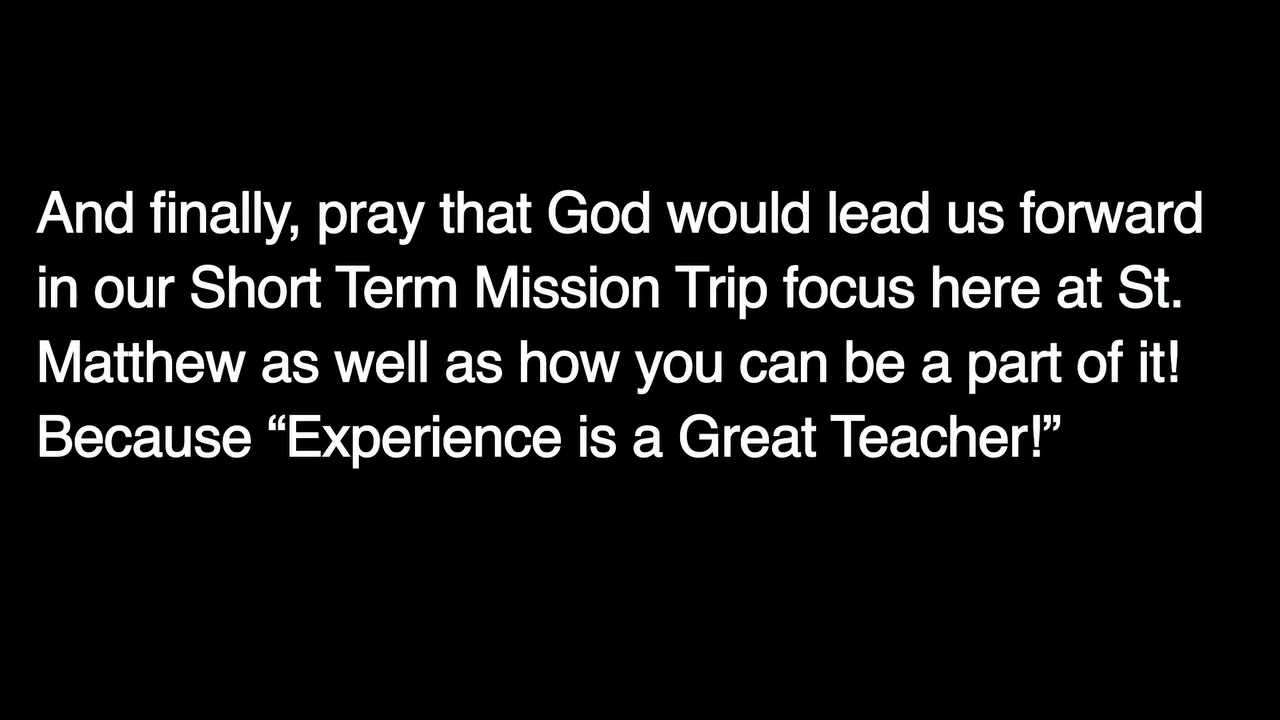 And finally, pray that God would lead us forward
in our Short Term Mission Trip focus here at St.
Matthew as well as how you can be a part of it!
Because “Experience is a Great Teacher!”